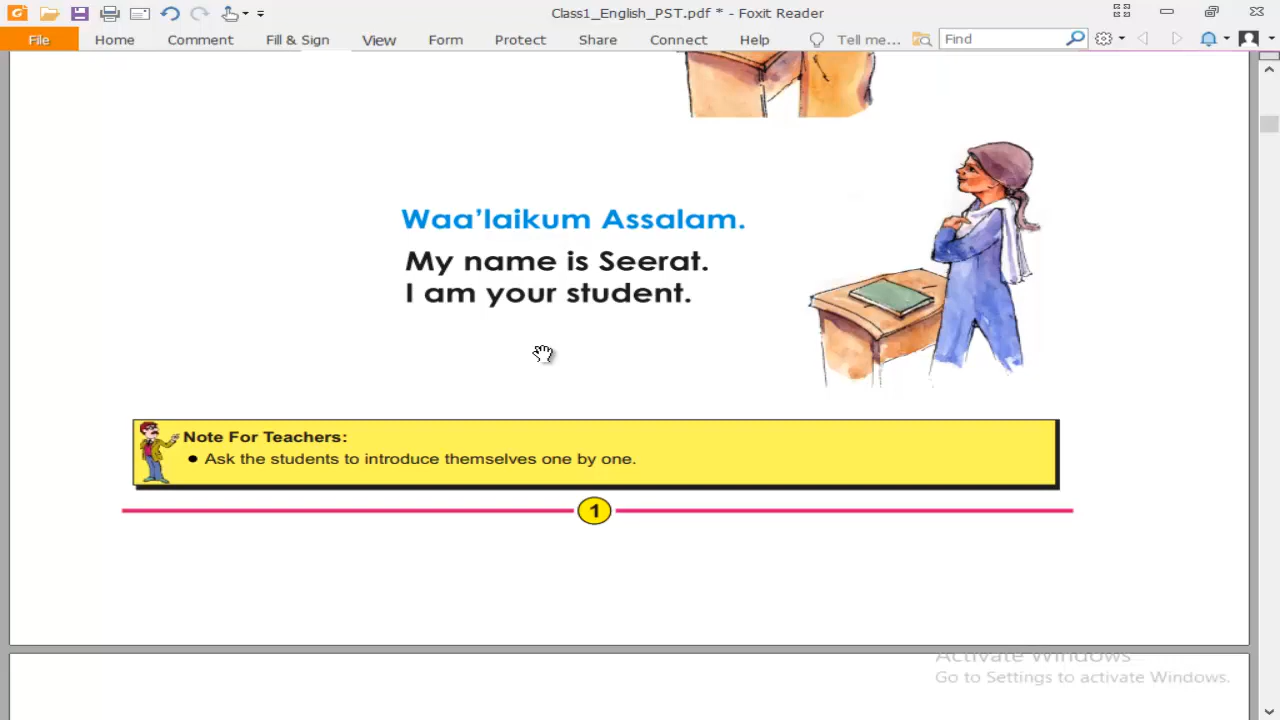 Class1_English_PST.pdf * - Foxit Reader
File Home Comment Fill & Sign View Form Protect Share Connect Help Tell me... Find
Waa'laikum Assalam.
My name is Seerat.
I am your student.
Note For Teachers:
● Ask the students to introduce themselves one by one.
1
Activate Windows
Go to Settings to activate Windows.